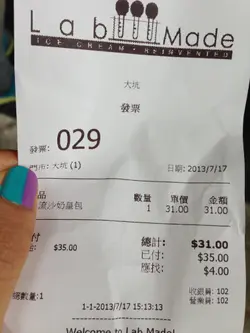 Lab Made
ICE CREAM · REINVENTED
大坑
發票
發票: 029
大坑 (1) 日期: 2013/7/17
數量 單價 金額
流沙奶皇包 1 31.00 31.00
總計: $31.00
付 $35.00 已付: $35.00
應找: $4.00
數量:1 收銀員: 102
營業員: 102
1-1-2013/7/17 15:13:13
Welcome to Lab Made!